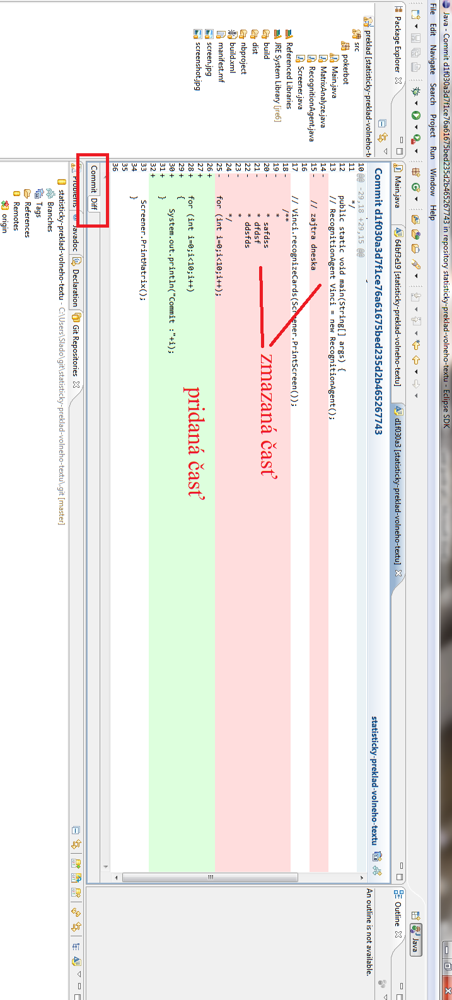 Java - Commit d1f030a3d7f1ce76a61675bed235d2b465267743 in repository statisticky-preklad-volneho-textu - Eclipse SDK
File Edit Navigate Search Project Run Window Help
Java
Package Explorer
preklad [statisticky-preklad-volneho-t
src
pokerbot
Main.java
MatrixAnalyze.java
RecognitionAgent.java
Screener.java
Referenced Libraries
JRE System Library [jre6]
build
dist
nbproject
build.xml
manifest.mf
screen.jpg
screenshot.jpg
Main.java
64bf3e19 [statisticky-preklad-volneho-textu]
d1f030a3 [statisticky-preklad-volneho-textu]
Commit d1f030a3d7f1ce76a61675bed235d2b465267743
statisticky-preklad-volneho-textu
10 @@ -29,18 +29,15 @@
11 */
12 public static void main(String[] args) {
13 // RecognitionAgent Vinci = new RecognitionAgent();
14 -
15 - // zajtra dneska
16
17 // Vinci.recognizeCards(Screener.PrintScreen());
18 - /**
19 - *
20 - * safdss
21 - * dfdsf
22 - * ddsfds
23 - *
24 - */
25 - for (int i=0;i<10;i++);
26 +
27 +
28 + for (int i=0;i<10;i++)
29 + {
30 + System.out.println("Commit :"+i);
31 + }
32 +
33 Screener.PrintMatrix();
34 }
35
36
zmazaná časť
pridaná časť
Commit Diff
Outline
An outline is not available.
Problems @ Javadoc Declaration Git Repositories
statisticky-preklad-volneho-textu - C:\Users\Slado\git\statisticky-preklad-volneho-textu\.git [master]
Branches
Tags
References
Remotes
origin